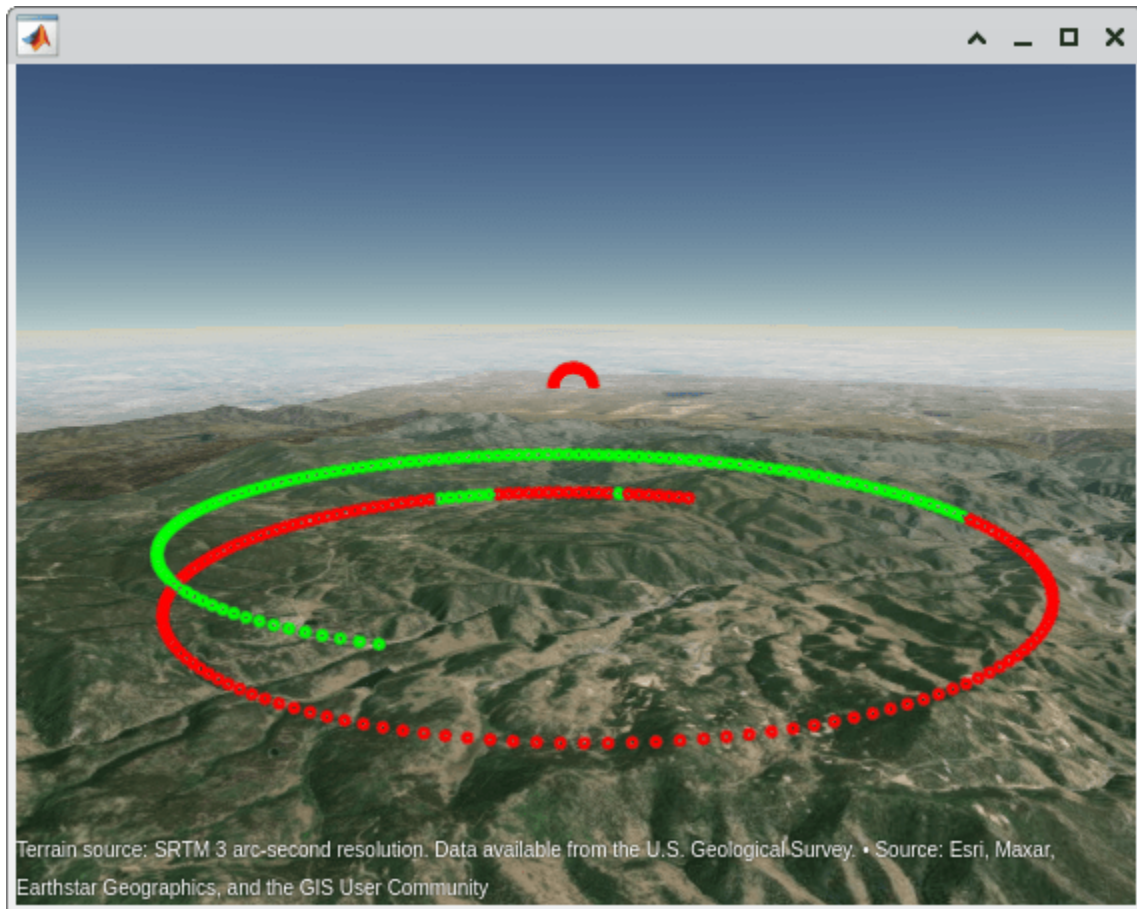 Terrain source: SRTM 3 arc-second resolution. Data available from the U.S. Geological Survey. • Source: Esri, Maxar,
Earthstar Geographics, and the GIS User Community